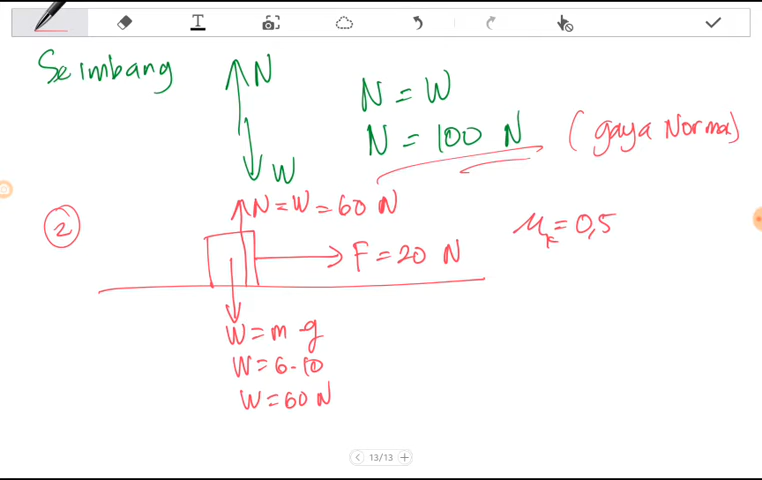 T
Seimbang
N
N = W
N = 100 N
(gaya Normal)
W
2
N = W = 60 N
μk = 0,5
F = 20 N
W = m g
W = 6 · 10
W = 60 N
13/13